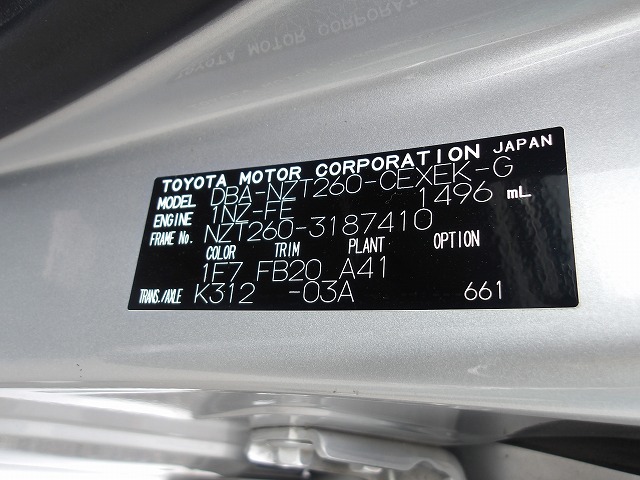 TOYOTA MOTOR CORPORATION JAPAN
MODEL DBA-NZT260-CEXEK-G
ENGINE 1NZ-FE 1496 mL
FRAME No. NZT260-3187410
COLOR TRIM PLANT OPTION
1F7 FB20 A41
TRANS./AXLE K312 -03A 661